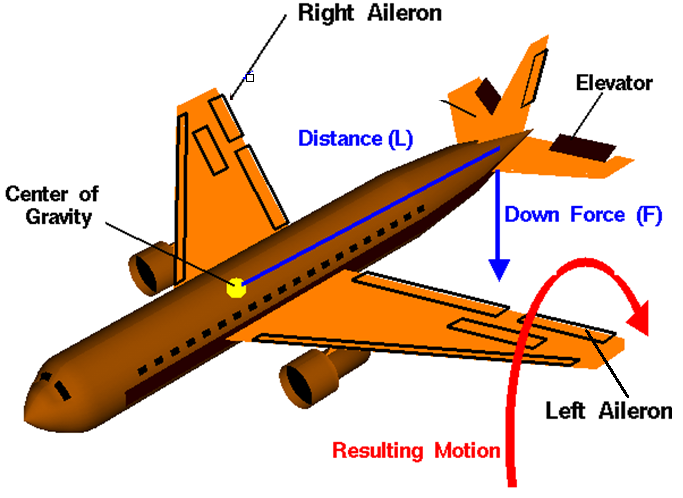 Right Aileron
Elevator
Distance (L)
Center of
Gravity
Down Force (F)
Left Aileron
Resulting Motion